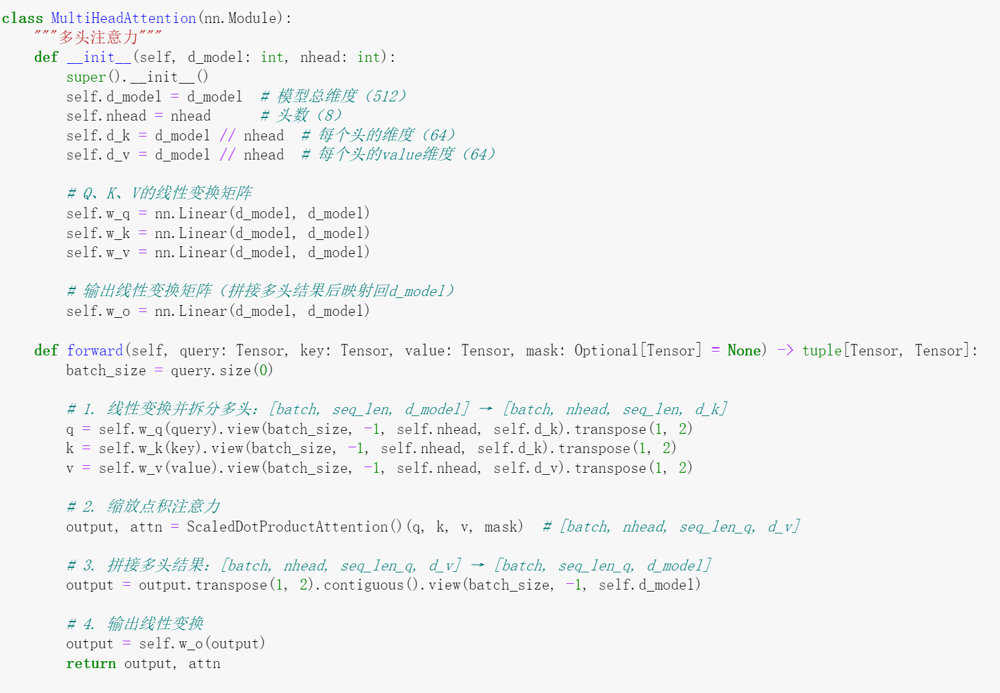 class MultiHeadAttention(nn.Module):
    """多头注意力"""
    def __init__(self, d_model: int, nhead: int):
        super().__init__()
        self.d_model = d_model  # 模型总维度（512）
        self.nhead = nhead      # 头数（8）
        self.d_k = d_model // nhead  # 每个头的维度（64）
        self.d_v = d_model // nhead  # 每个头的value维度（64）

        # Q、K、V的线性变换矩阵
        self.w_q = nn.Linear(d_model, d_model)
        self.w_k = nn.Linear(d_model, d_model)
        self.w_v = nn.Linear(d_model, d_model)

        # 输出线性变换矩阵（拼接多头结果后映射回d_model）
        self.w_o = nn.Linear(d_model, d_model)

    def forward(self, query: Tensor, key: Tensor, value: Tensor, mask: Optional[Tensor] = None) -> tuple[Tensor, Tensor]:
        batch_size = query.size(0)

        # 1. 线性变换并拆分多头：[batch, seq_len, d_model] → [batch, nhead, seq_len, d_k]
        q = self.w_q(query).view(batch_size, -1, self.nhead, self.d_k).transpose(1, 2)
        k = self.w_k(key).view(batch_size, -1, self.nhead, self.d_k).transpose(1, 2)
        v = self.w_v(value).view(batch_size, -1, self.nhead, self.d_v).transpose(1, 2)

        # 2. 缩放点积注意力
        output, attn = ScaledDotProductAttention()(q, k, v, mask)  # [batch, nhead, seq_len_q, d_v]

        # 3. 拼接多头结果：[batch, nhead, seq_len_q, d_v] → [batch, seq_len_q, d_model]
        output = output.transpose(1, 2).contiguous().view(batch_size, -1, self.d_model)

        # 4. 输出线性变换
        output = self.w_o(output)
        return output, attn